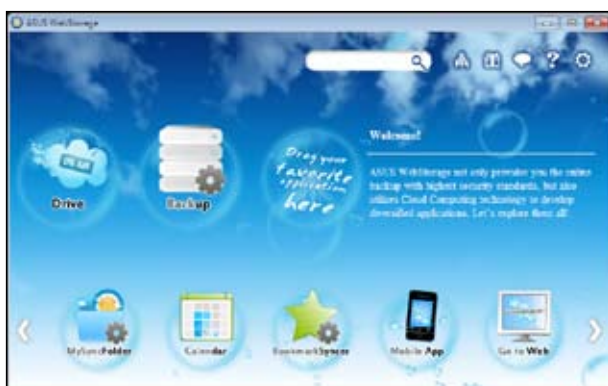 ASUS WebStorage
Welcome!
ASUS WebStorage not only provides you the online
backup with highest security standards, but also
utilizes Cloud Computing technology to develop
diversified applications. Let's explore them all!
Drag your
favorite
application
here
Drive
Backup
MySyncFolder
Calendar
BookmarkSyncer
Mobile App
Go to Web